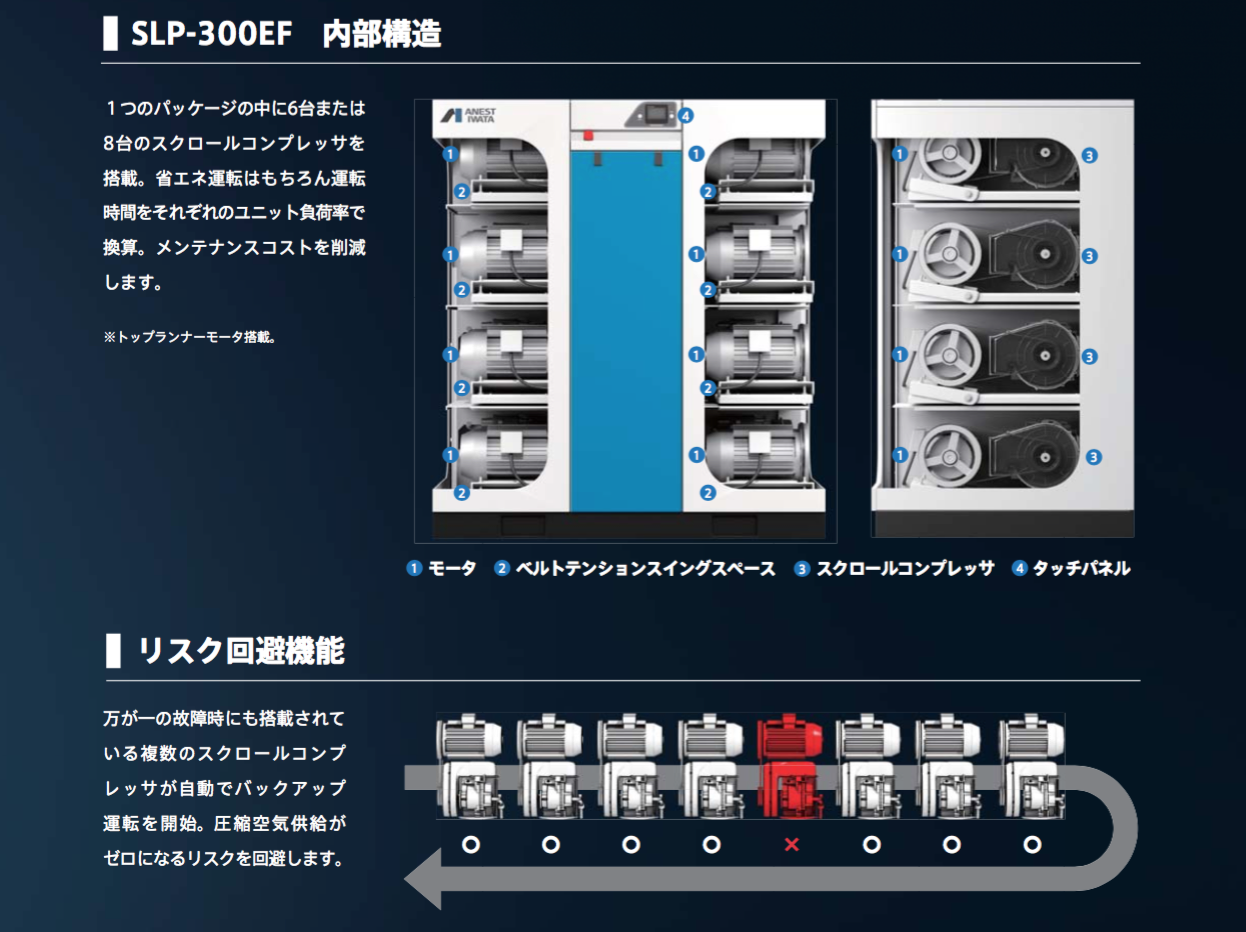 SLP-300EF 内部構造
1つのパッケージの中に6台または
8台のスクロールコンプレッサを
搭載。省エネ運転はもちろん運転
時間をそれぞれのユニット負荷率で
換算。メンテナンスコストを削減
します。
※トップランナーモータ搭載。
ANEST
IWATA
4
1 1 1 3
2 2
1 1 1 3
2 2
1 1 1 3
2 2
1 1 1 3
2 2
1 モータ 2 ベルトテンションスイングスペース 3 スクロールコンプレッサ 4 タッチパネル
リスク回避機能
万が一の故障時にも搭載されて
いる複数のスクロールコンプ
レッサが自動でバックアップ
運転を開始。圧縮空気供給が
ゼロになるリスクを回避します。
○ ○ ○ ○ × ○ ○ ○